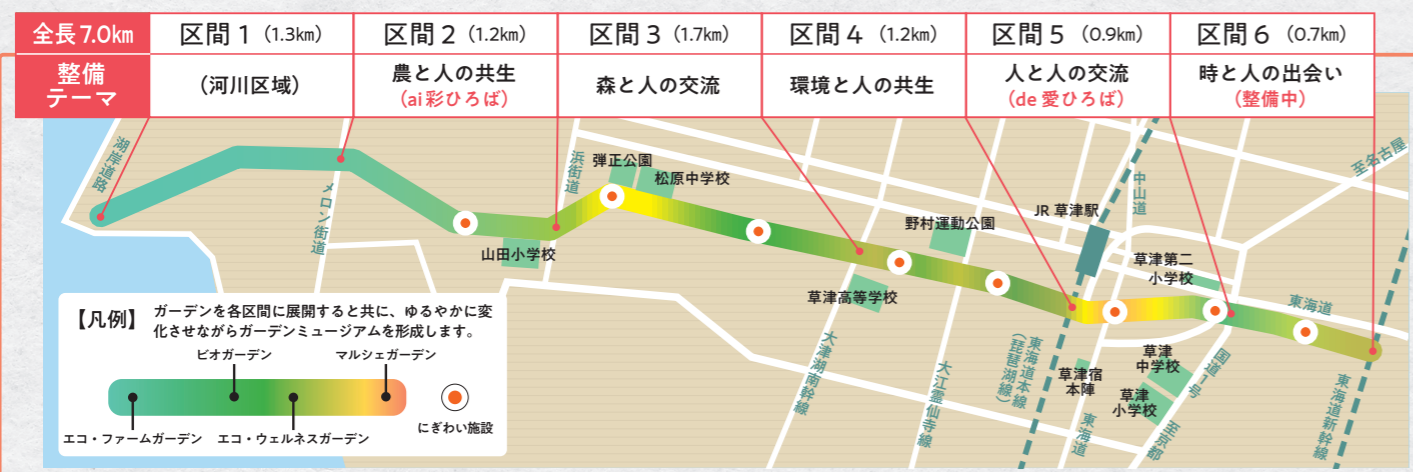 全長7.0㎞
区間1（1.3㎞）
区間2（1.2㎞）
区間3（1.7㎞）
区間4（1.2㎞）
区間5（0.9㎞）
区間6（0.7㎞）
整備
テーマ
（河川区域）
農と人の共生
（ai彩ひろば）
森と人の交流
環境と人の共生
人と人の交流
（de愛ひろば）
時と人の出会い
（整備中）
湖岸道路
メロン街道
浜街道
弾正公園
松原中学校
山田小学校
野村運動公園
草津高等学校
JR 草津駅
中山道
至名古屋
草津第二
小学校
東海道
大津湖南幹線
大江霊仙寺線
東海道本線
（琵琶湖線）
草津宿
本陣
東海道
草津
中学校
草津
小学校
国道1号
至京都
東海道新幹線
【凡例】
ガーデンを各区間に展開すると共に、ゆるやかに変
化させながらガーデンミュージアムを形成します。
ビオガーデン
マルシェガーデン
エコ・ファームガーデン
エコ・ウェルネスガーデン
にぎわい施設